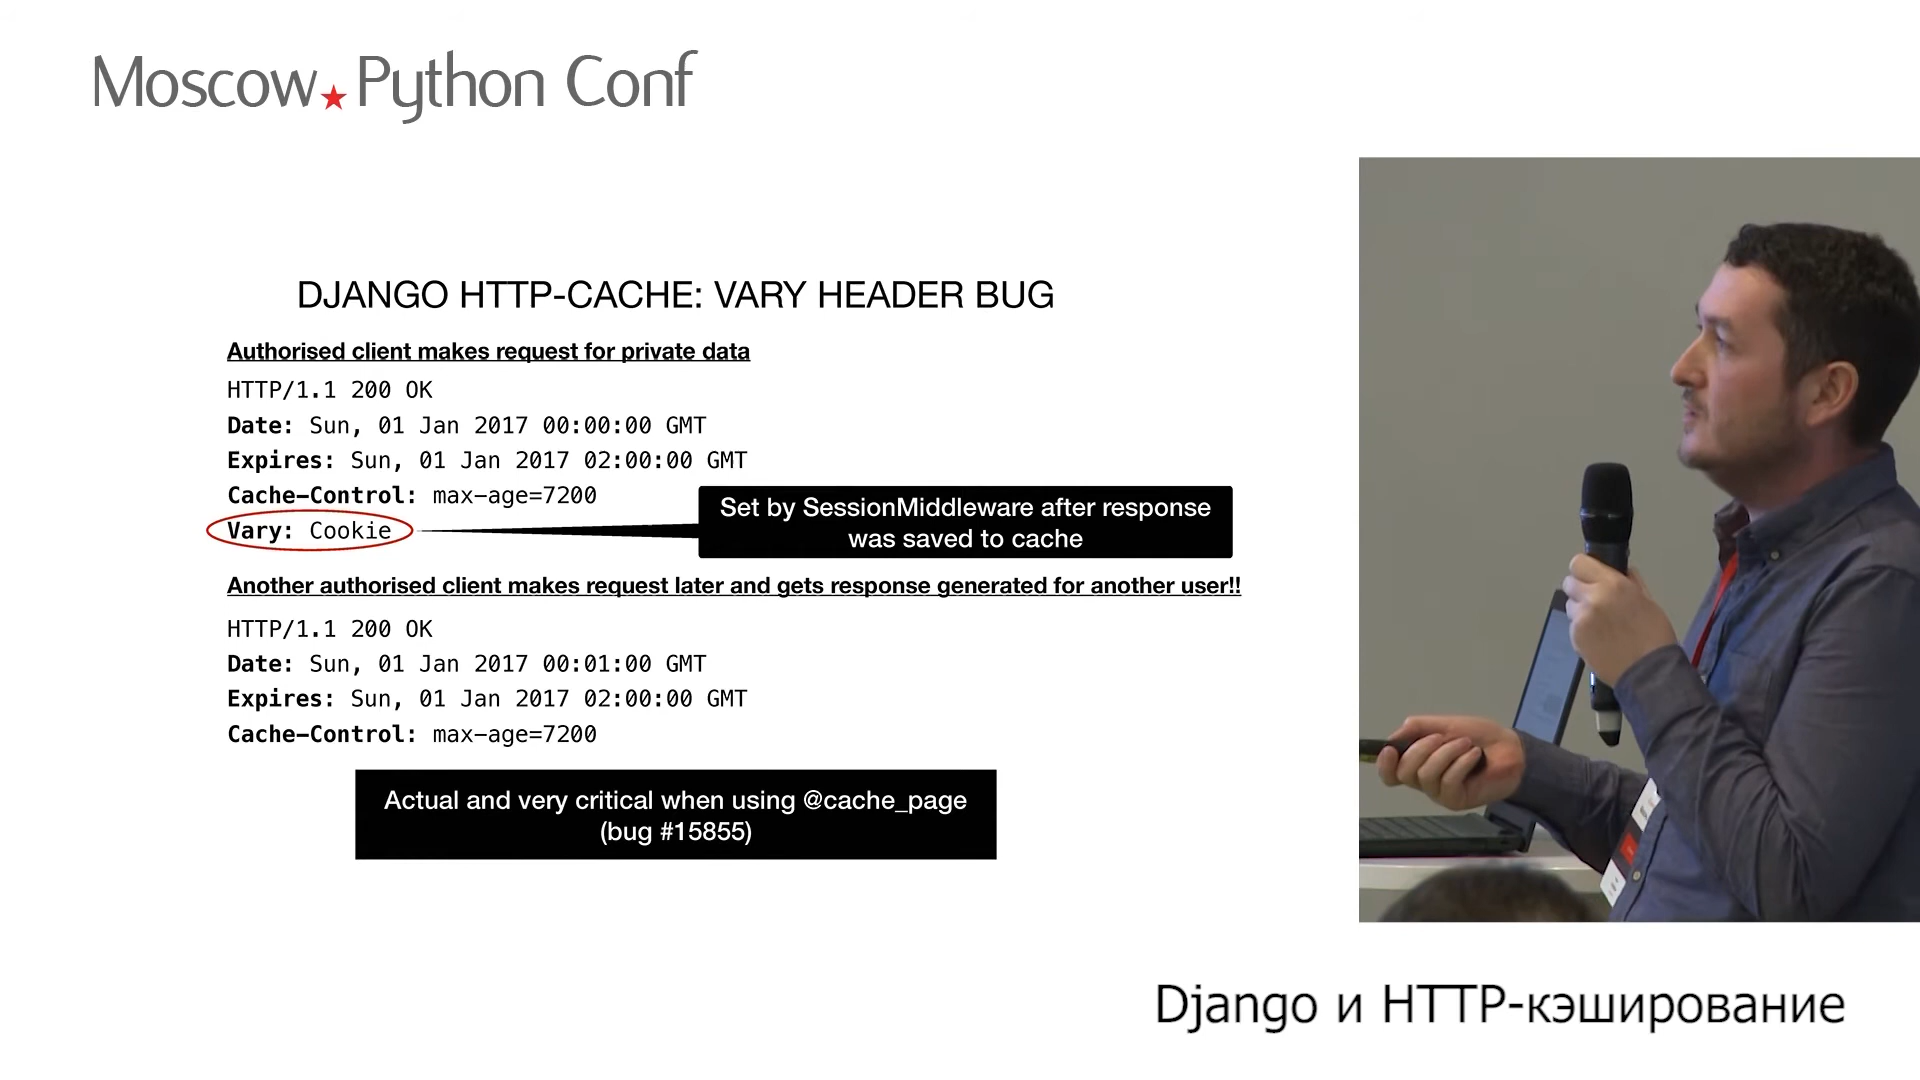 Moscow Python Conf
DJANGO HTTP-CACHE: VARY HEADER BUG
Authorised client makes request for private data
HTTP/1.1 200 OK
Date: Sun, 01 Jan 2017 00:00:00 GMT
Expires: Sun, 01 Jan 2017 02:00:00 GMT
Cache-Control: max-age=7200
Vary: Cookie
Set by SessionMiddleware after response
was saved to cache
Another authorised client makes request later and gets response generated for another user!!
HTTP/1.1 200 OK
Date: Sun, 01 Jan 2017 00:01:00 GMT
Expires: Sun, 01 Jan 2017 02:00:00 GMT
Cache-Control: max-age=7200
Actual and very critical when using @cache_page
(bug #15855)
Django и HTTP-кэширование